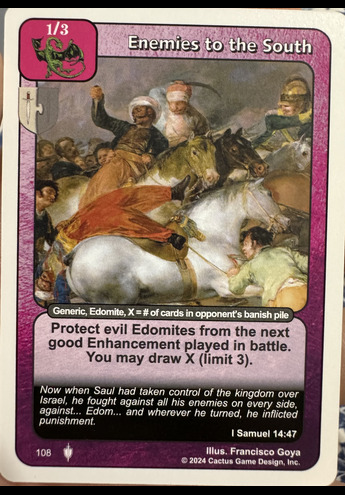 1/3
Enemies to the South
Generic, Edomite, X = # of cards in opponent's banish pile
Protect evil Edomites from the next
good Enhancement played in battle.
You may draw X (limit 3).
Now when Saul had taken control of the kingdom over
Israel, he fought against all his enemies on every side,
against... Edom... and wherever he turned, he inflicted
punishment.
I Samuel 14:47
108
Illus. Francisco Goya
© 2024 Cactus Game Design, Inc.